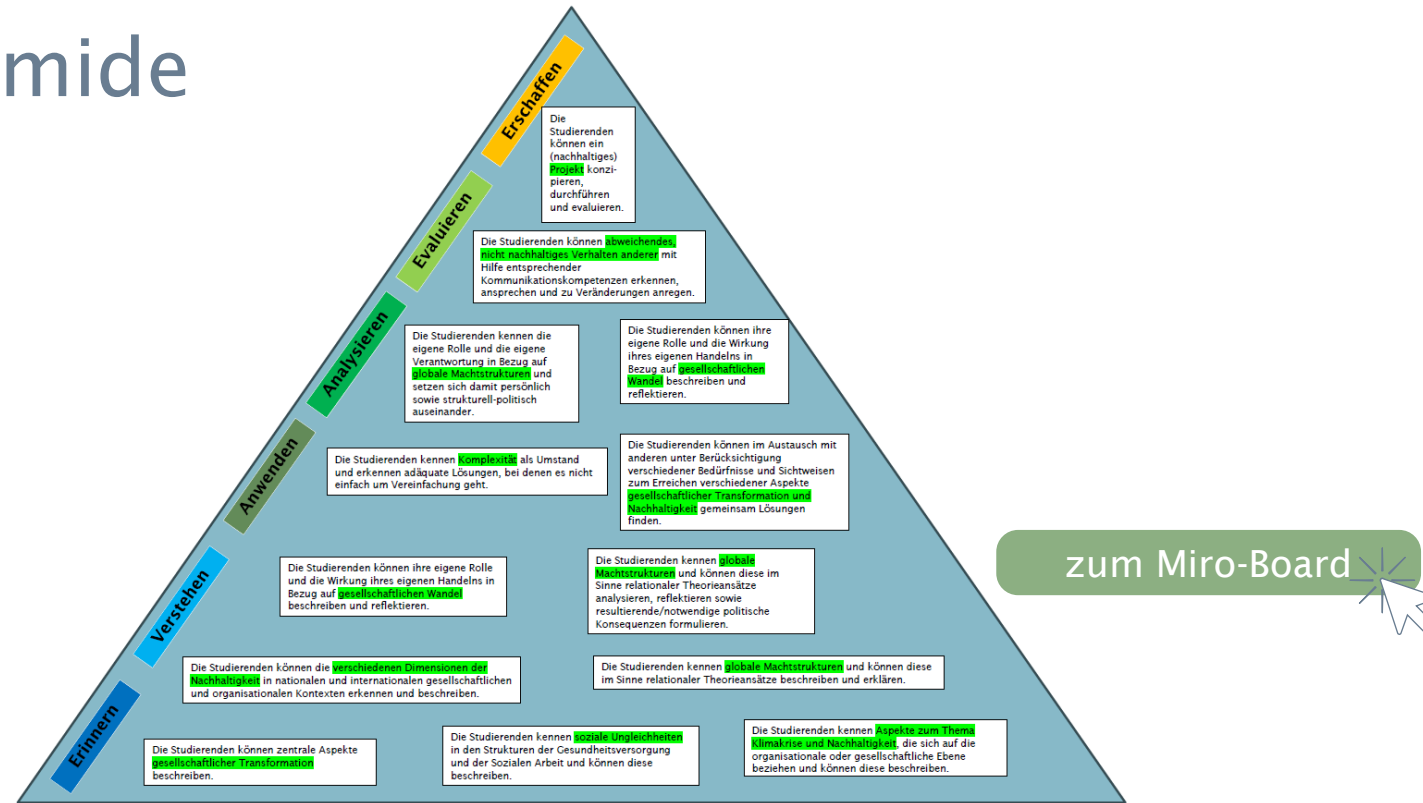 mide
Erschaffen
Die
Studierenden
können ein
(nachhaltiges)
Projekt konzi-
pieren,
durchführen
und evaluieren.
Evaluieren
Die Studierenden können abweichendes,
nicht nachhaltiges Verhalten anderer mit
Hilfe entsprechender
Kommunikationskompetenzen erkennen,
ansprechen und zu Veränderungen anregen.
Analysieren
Die Studierenden kennen die
eigene Rolle und die eigene
Verantwortung in Bezug auf
globale Machtstrukturen und
setzen sich damit persönlich
sowie strukturell-politisch
auseinander.
Die Studierenden können ihre
eigene Rolle und die Wirkung
ihres eigenen Handelns in
Bezug auf gesellschaftlichen
Wandel beschreiben und
reflektieren.
Anwenden
Die Studierenden kennen Komplexität als Umstand
und erkennen adäquate Lösungen, bei denen es nicht
einfach um Vereinfachung geht.
Die Studierenden können im Austausch mit
anderen unter Berücksichtigung
verschiedener Bedürfnisse und Sichtweisen
zum Erreichen verschiedener Aspekte
gesellschaftlicher Transformation und
Nachhaltigkeit gemeinsam Lösungen
finden.
zum Miro-Board
Verstehen
Die Studierenden können ihre eigene Rolle
und die Wirkung ihres eigenen Handelns in
Bezug auf gesellschaftlichen Wandel
beschreiben und reflektieren.
Die Studierenden kennen globale
Machtstrukturen und können diese im
Sinne relationaler Theorieansätze
analysieren, reflektieren sowie
resultierende/notwendige politische
Konsequenzen formulieren.
Die Studierenden können die verschiedenen Dimensionen der
Nachhaltigkeit in nationalen und internationalen gesellschaftlichen
und organisationalen Kontexten erkennen und beschreiben.
Die Studierenden kennen globale Machtstrukturen und können diese
im Sinne relationaler Theorieansätze beschreiben und erklären.
Erinnern
Die Studierenden können zentrale Aspekte
gesellschaftlicher Transformation
beschreiben.
Die Studierenden kennen soziale Ungleichheiten
in den Strukturen der Gesundheitsversorgung
und der Sozialen Arbeit und können diese
beschreiben.
Die Studierenden kennen Aspekte zum Thema
Klimakrise und Nachhaltigkeit, die sich auf die
organisationale oder gesellschaftliche Ebene
beziehen und können diese beschreiben.